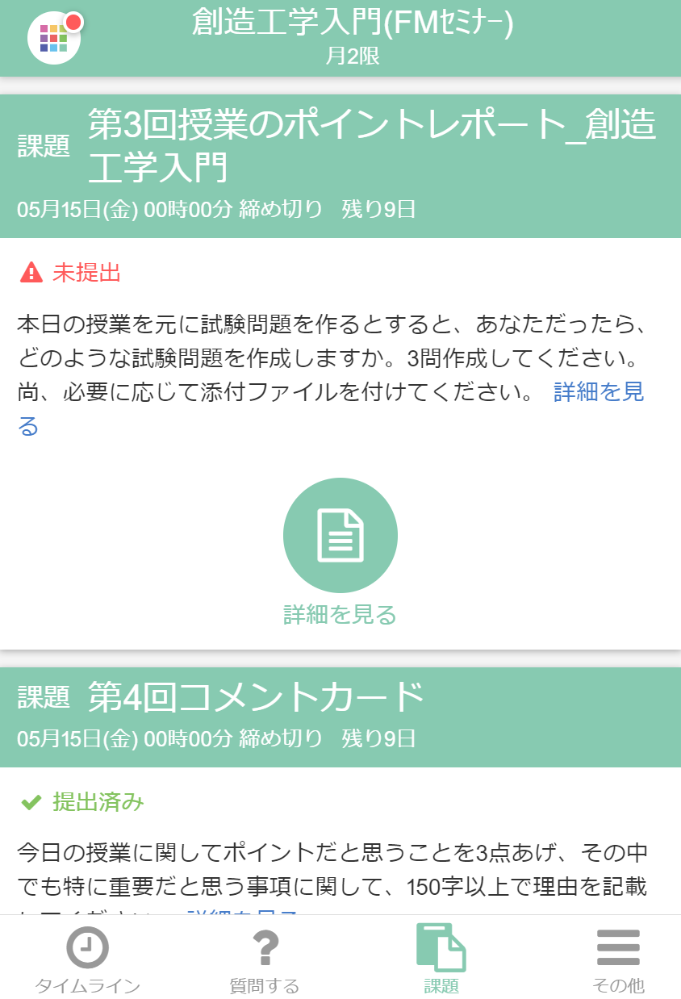 創造工学入門(FMｾﾐﾅｰ)
月2限
課題
第3回授業のポイントレポート_創造
工学入門
05月15日(金) 00時00分 締め切り 残り9日
未提出
本日の授業を元に試験問題を作るとすると、あなただったら、
どのような試験問題を作成しますか。3問作成してください。
尚、必要に応じて添付ファイルを付けてください。 詳細を見
る
詳細を見る
課題 第4回コメントカード
05月15日(金) 00時00分 締め切り 残り9日
提出済み
今日の授業に関してポイントだと思うことを3点あげ、その中
でも特に重要だと思う事項に関して、150字以上で理由を記載
タイムライン
質問する
課題
その他